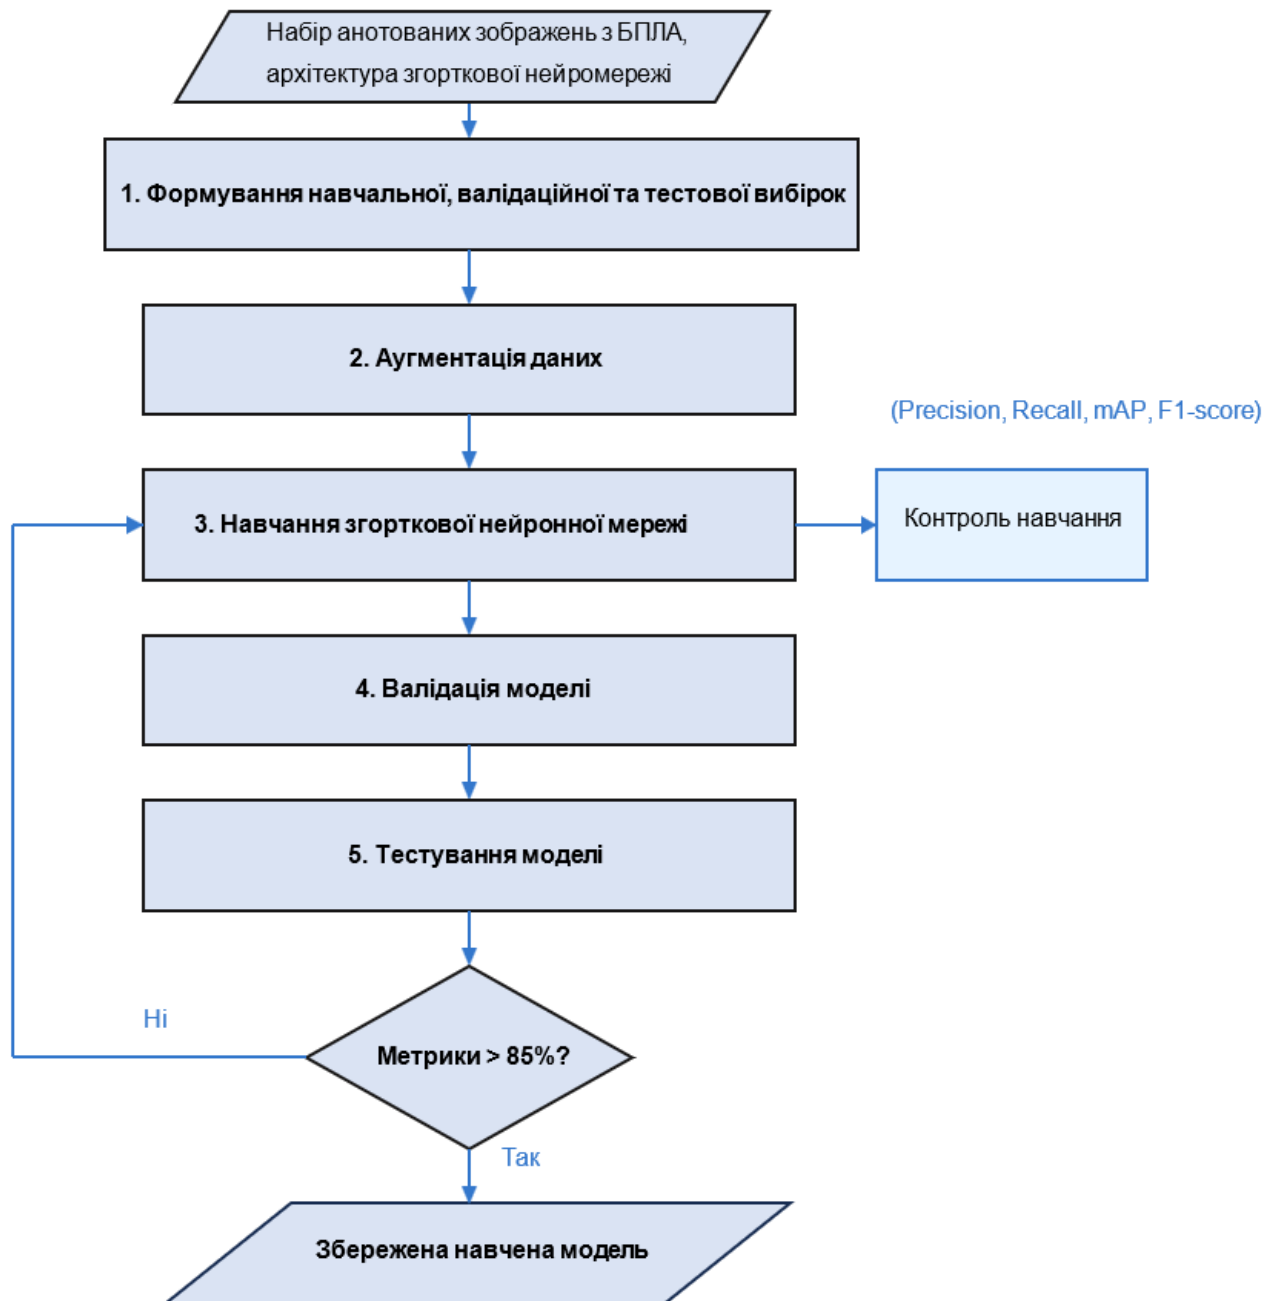 Набір анотованих зображень з БПЛА,
архітектура згорткової нейромережі
1. Формування навчальної, валідаційної та тестової вибірок
2. Аугментація даних
(Precision, Recall, mAP, F1-score)
3. Навчання згорткової нейронної мережі
Контроль навчання
4. Валідація моделі
5. Тестування моделі
Ні
Метрики > 85%?
Так
Збережена навчена модель